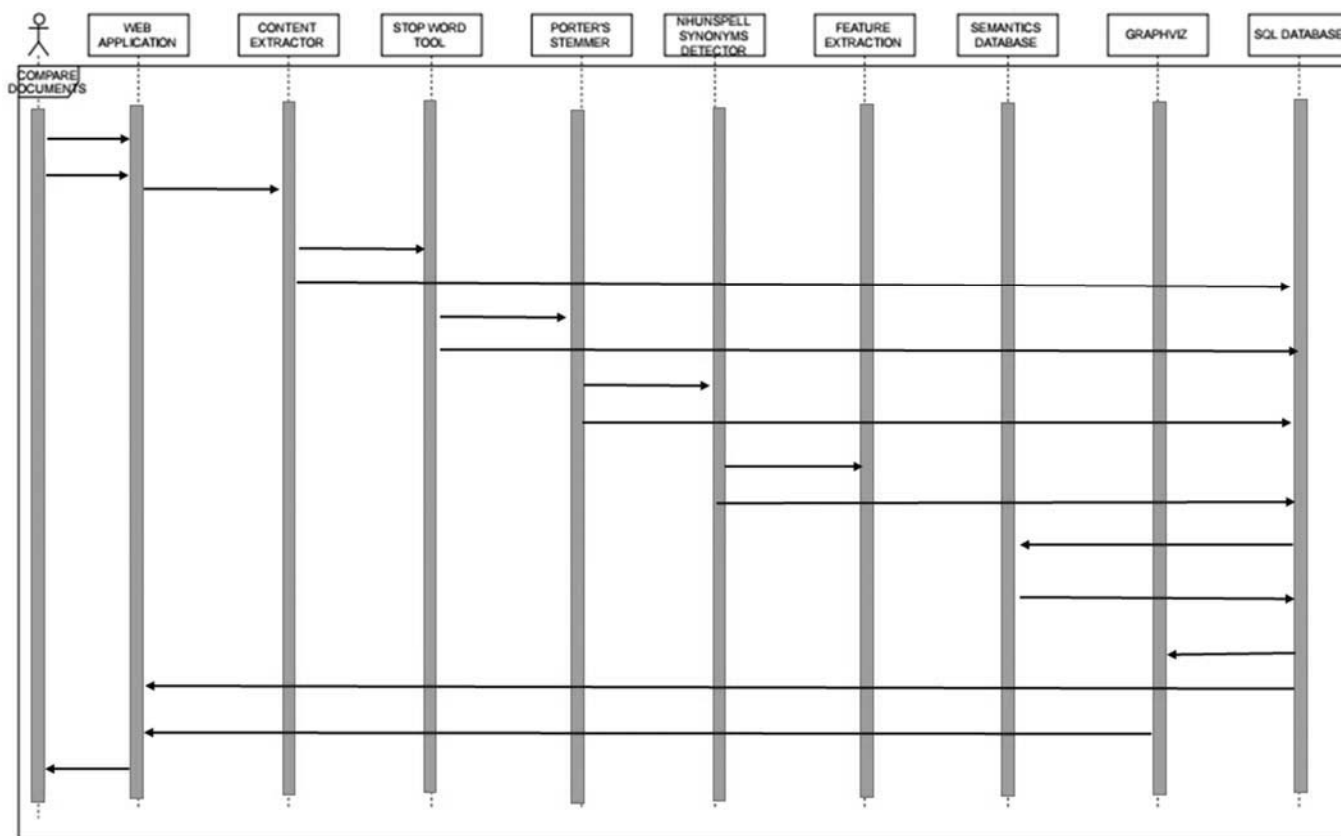 WEB
APPLICATION
CONTENT
EXTRACTOR
STOP WORD
TOOL
PORTER'S
STEMMER
NHUNSPELL
SYNONYMS
DETECTOR
FEATURE
EXTRACTION
SEMANTICS
DATABASE
GRAPHVIZ
SQL DATABASE
COMPARE
DOCUMENTS